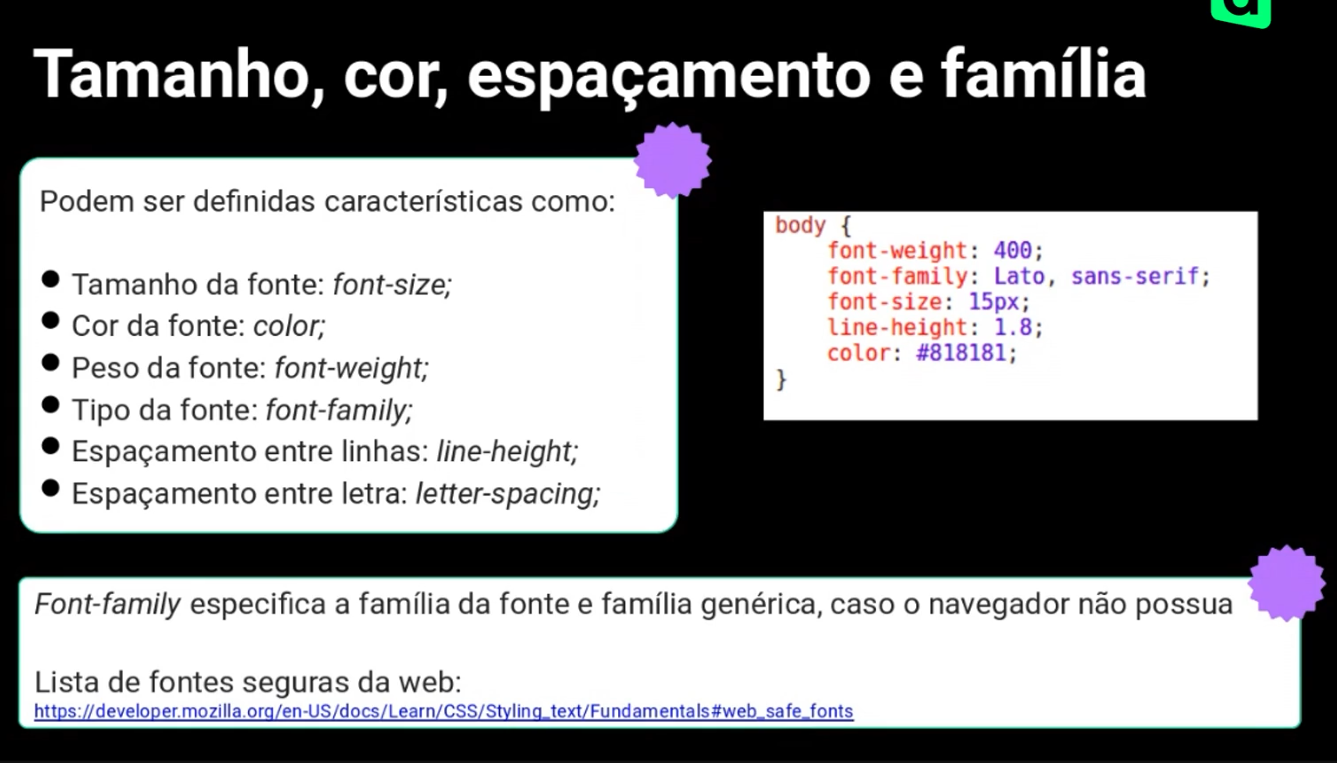 Tamanho, cor, espaçamento e família
Podem ser definidas características como:
● Tamanho da fonte: font-size;
● Cor da fonte: color;
● Peso da fonte: font-weight;
● Tipo da fonte: font-family;
● Espaçamento entre linhas: line-height;
● Espaçamento entre letra: letter-spacing;
body {
    font-weight: 400;
    font-family: Lato, sans-serif;
    font-size: 15px;
    line-height: 1.8;
    color: #818181;
}
Font-family especifica a família da fonte e família genérica, caso o navegador não possua
Lista de fontes seguras da web:
https://developer.mozilla.org/en-US/docs/Learn/CSS/Styling_text/Fundamentals#web_safe_fonts